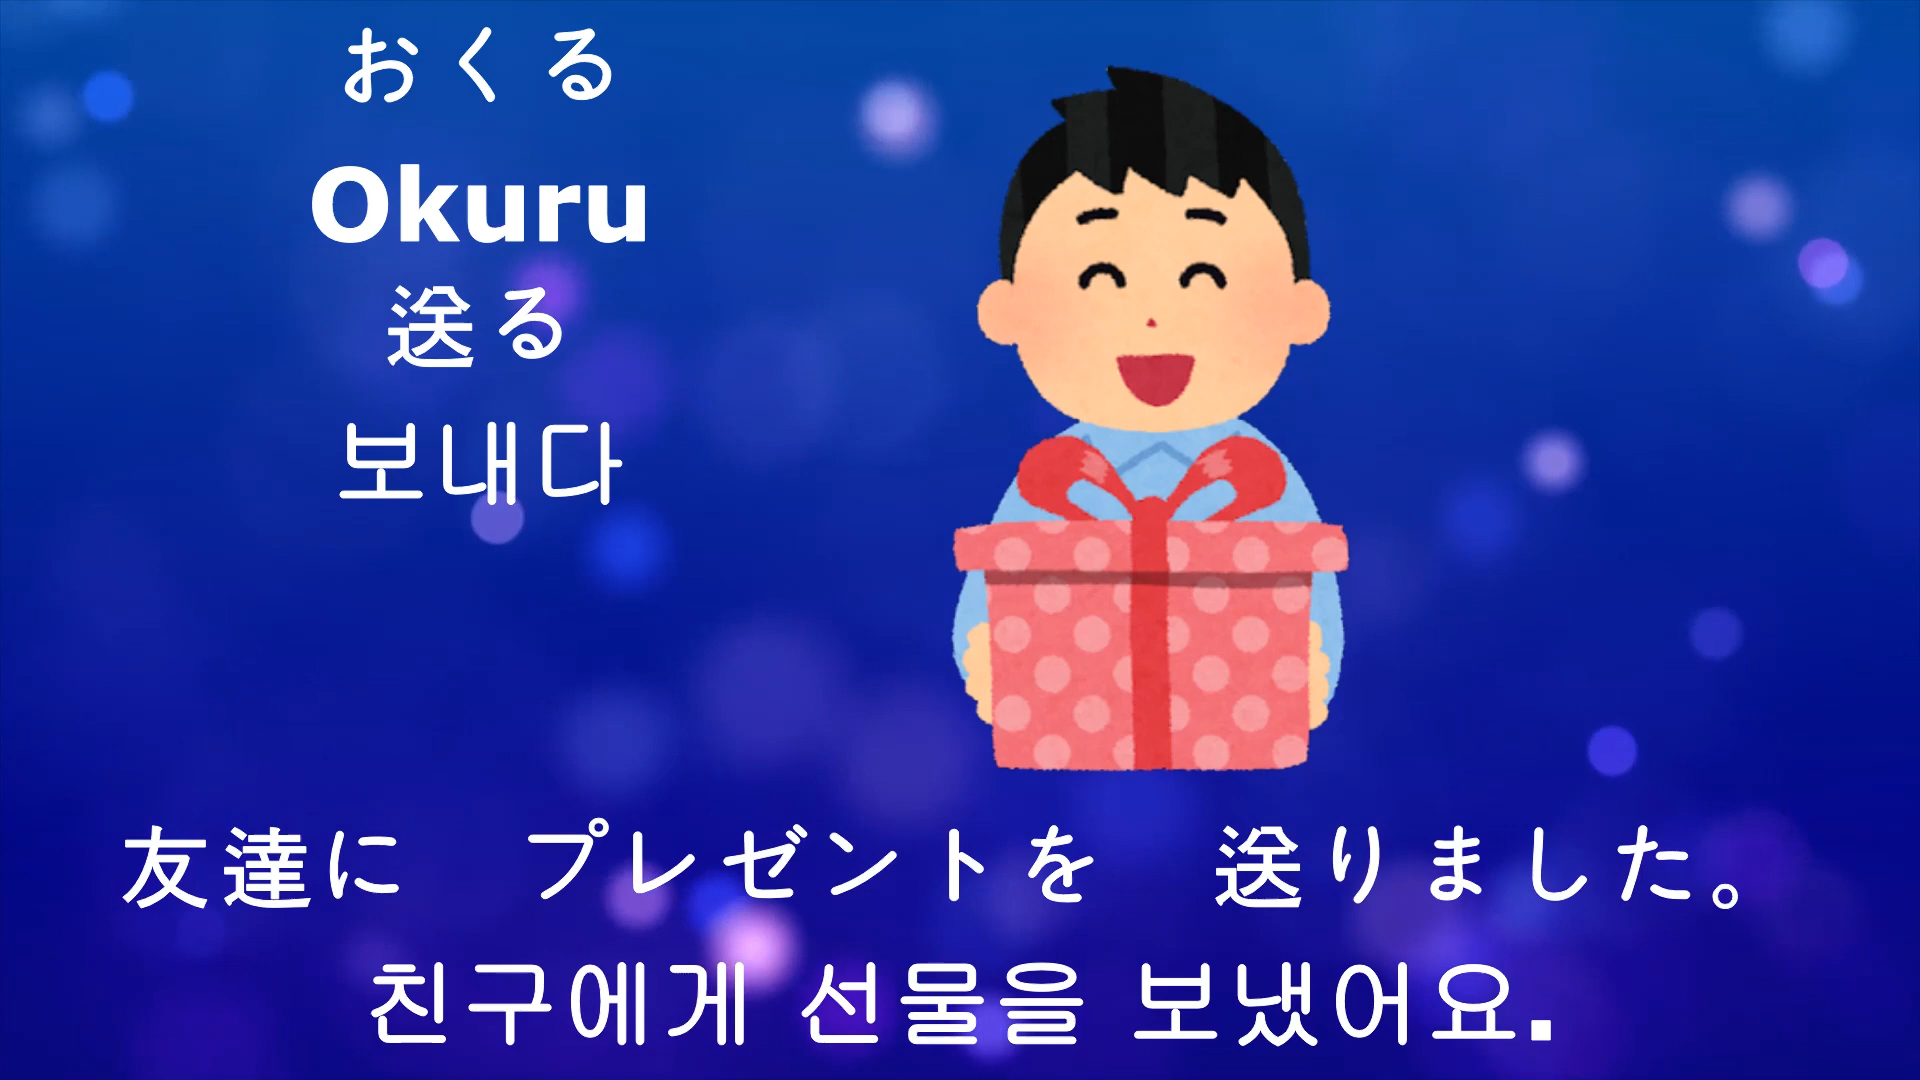 おくる
Okuru
送る
보내다
友達に　プレゼントを　送りました。
친구에게 선물을 보냈어요.